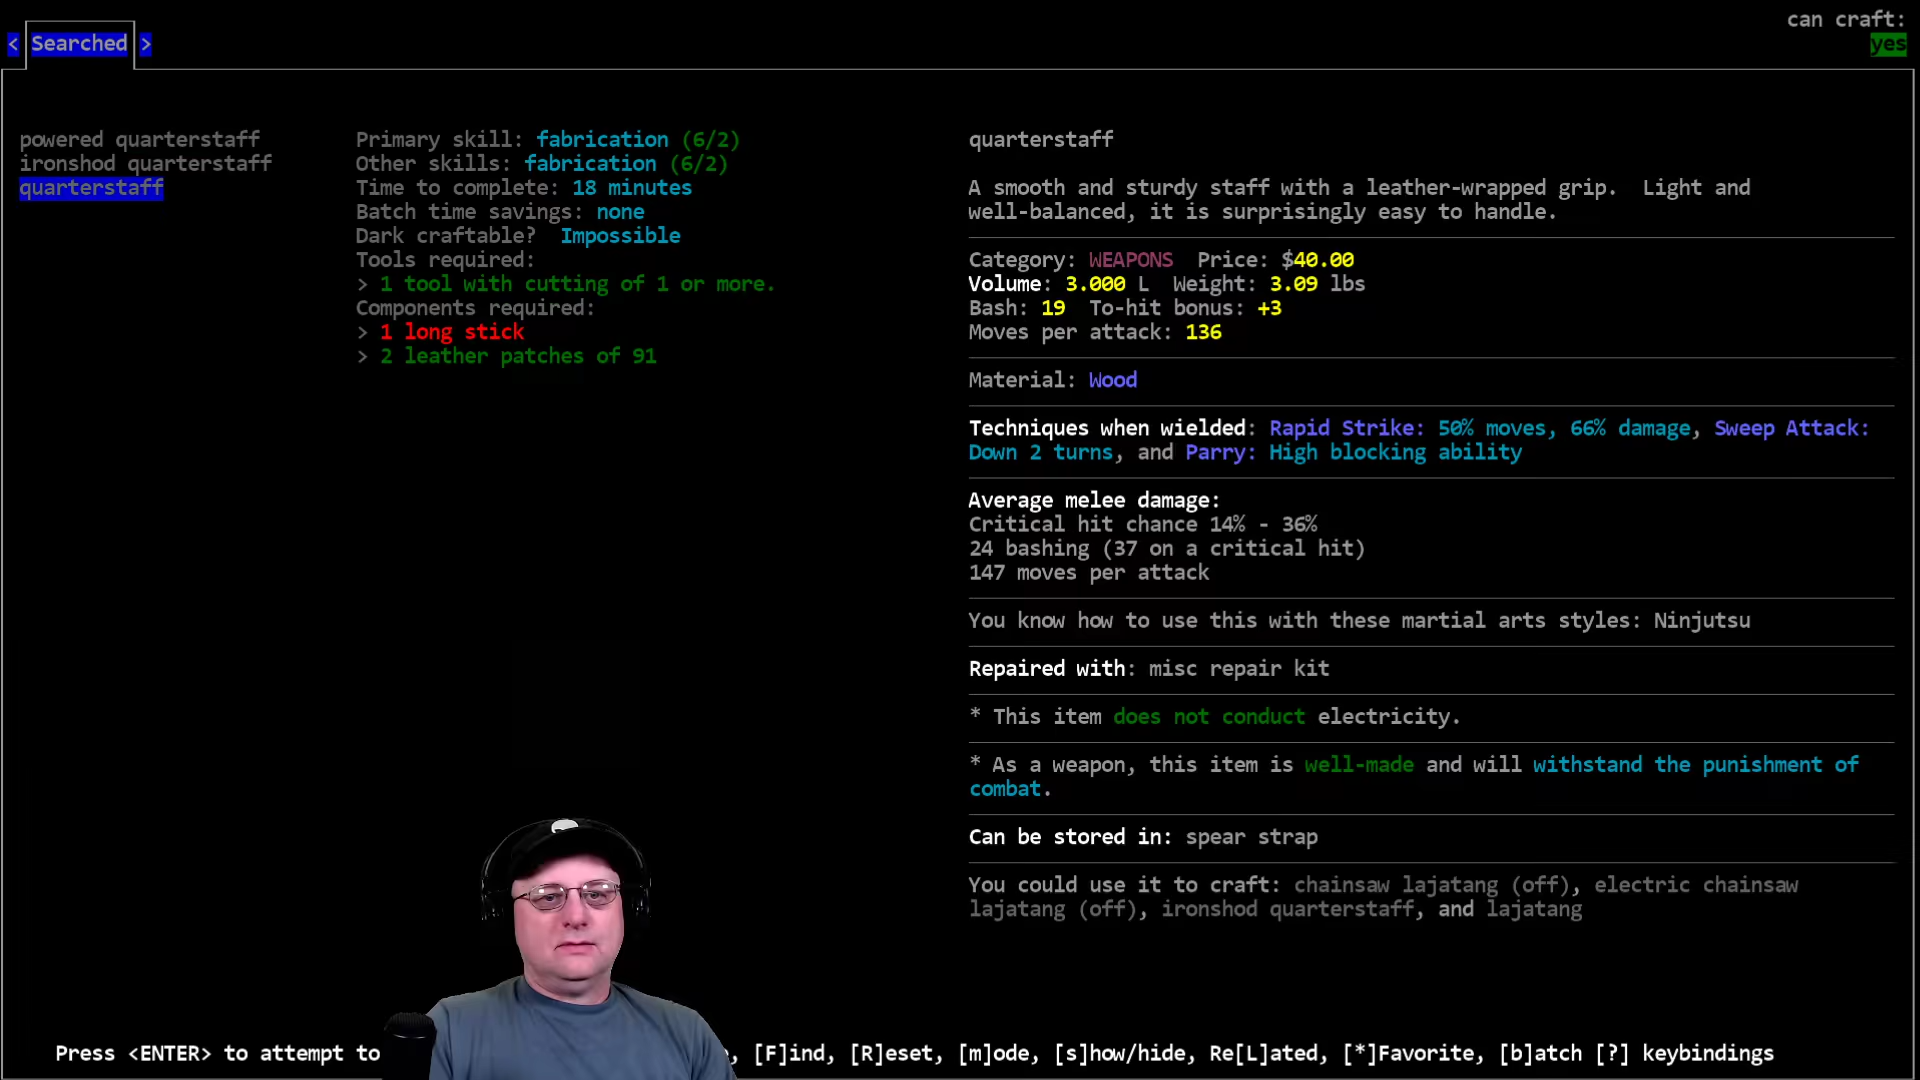 can craft:
< Searched >
yes
powered quarterstaff
ironshod quarterstaff
quarterstaff
Primary skill: fabrication (6/2)
Other skills: fabrication (6/2)
Time to complete: 18 minutes
Batch time savings: none
Dark craftable? Impossible
Tools required:
> 1 tool with cutting of 1 or more.
Components required:
> 1 long stick
> 2 leather patches of 91
quarterstaff
A smooth and sturdy staff with a leather-wrapped grip. Light and
well-balanced, it is surprisingly easy to handle.
Category: WEAPONS Price: $40.00
Volume: 3.000 L Weight: 3.09 lbs
Bash: 19 To-hit bonus: +3
Moves per attack: 136
Material: Wood
Techniques when wielded: Rapid Strike: 50% moves, 66% damage, Sweep Attack:
Down 2 turns, and Parry: High blocking ability
Average melee damage:
Critical hit chance 14% - 36%
24 bashing (37 on a critical hit)
147 moves per attack
You know how to use this with these martial arts styles: Ninjutsu
Repaired with: misc repair kit
* This item does not conduct electricity.
* As a weapon, this item is well-made and will withstand the punishment of
combat.
Can be stored in: spear strap
You could use it to craft: chainsaw lajatang (off), electric chainsaw
lajatang (off), ironshod quarterstaff, and lajatang
Press <ENTER> to attempt to , [F]ind, [R]eset, [m]ode, [s]how/hide, Re[L]ated, [*]Favorite, [b]atch [?] keybindings